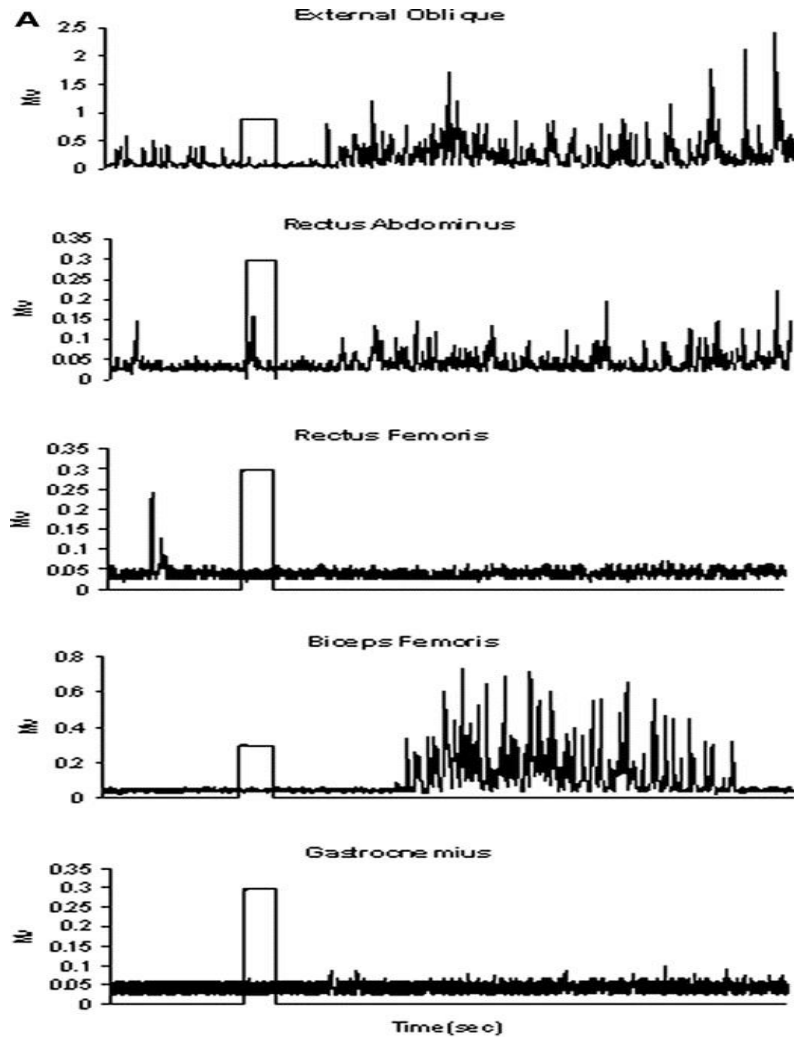 A
External Oblique
2.5
2
1.5
1
0.5
0
Mv
Rectus Abdominus
0.35
0.3
0.25
0.2
0.15
0.1
0.05
0
Mv
Rectus Femoris
0.35
0.3
0.25
0.2
0.15
0.1
0.05
0
Mv
Biceps Femoris
0.8
0.6
0.4
0.2
0
Mv
Gastrocnemius
0.35
0.3
0.25
0.2
0.15
0.1
0.05
0
Mv
Time(sec)